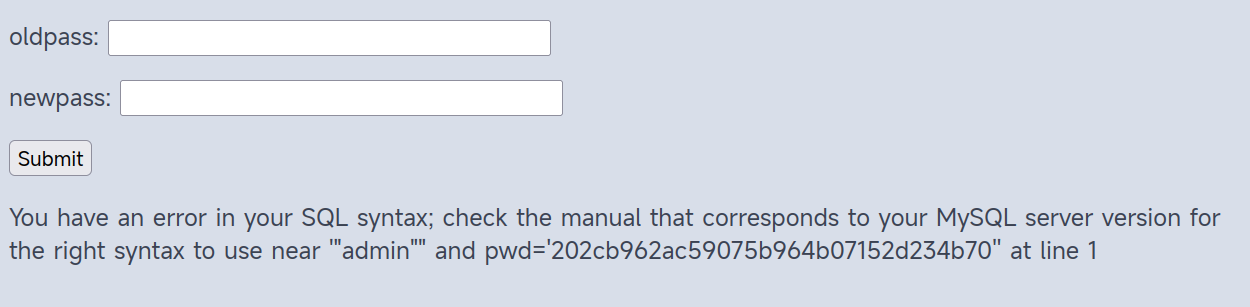 oldpass:
newpass:
Submit
You have an error in your SQL syntax; check the manual that corresponds to your MySQL server version for
the right syntax to use near '"admin"" and pwd='202cb962ac59075b964b07152d234b70'' at line 1